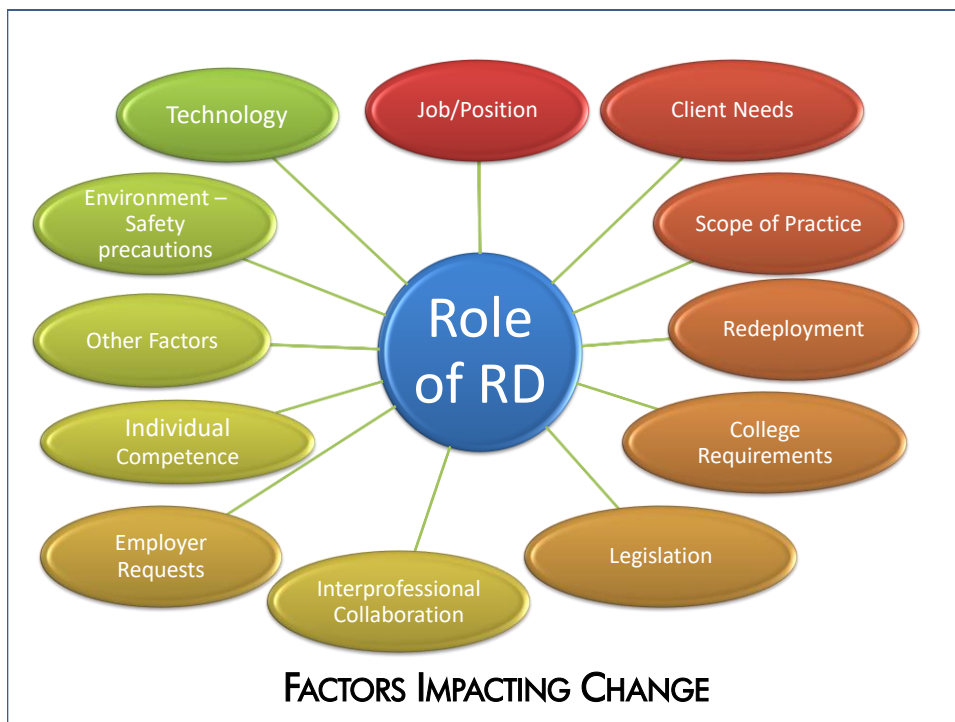 Technology
Job/Position
Client Needs
Environment –
Safety
precautions
Scope of Practice
Role
of RD
Other Factors
Redeployment
Individual
Competence
College
Requirements
Employer
Requests
Interprofessional
Collaboration
Legislation
FACTORS IMPACTING CHANGE